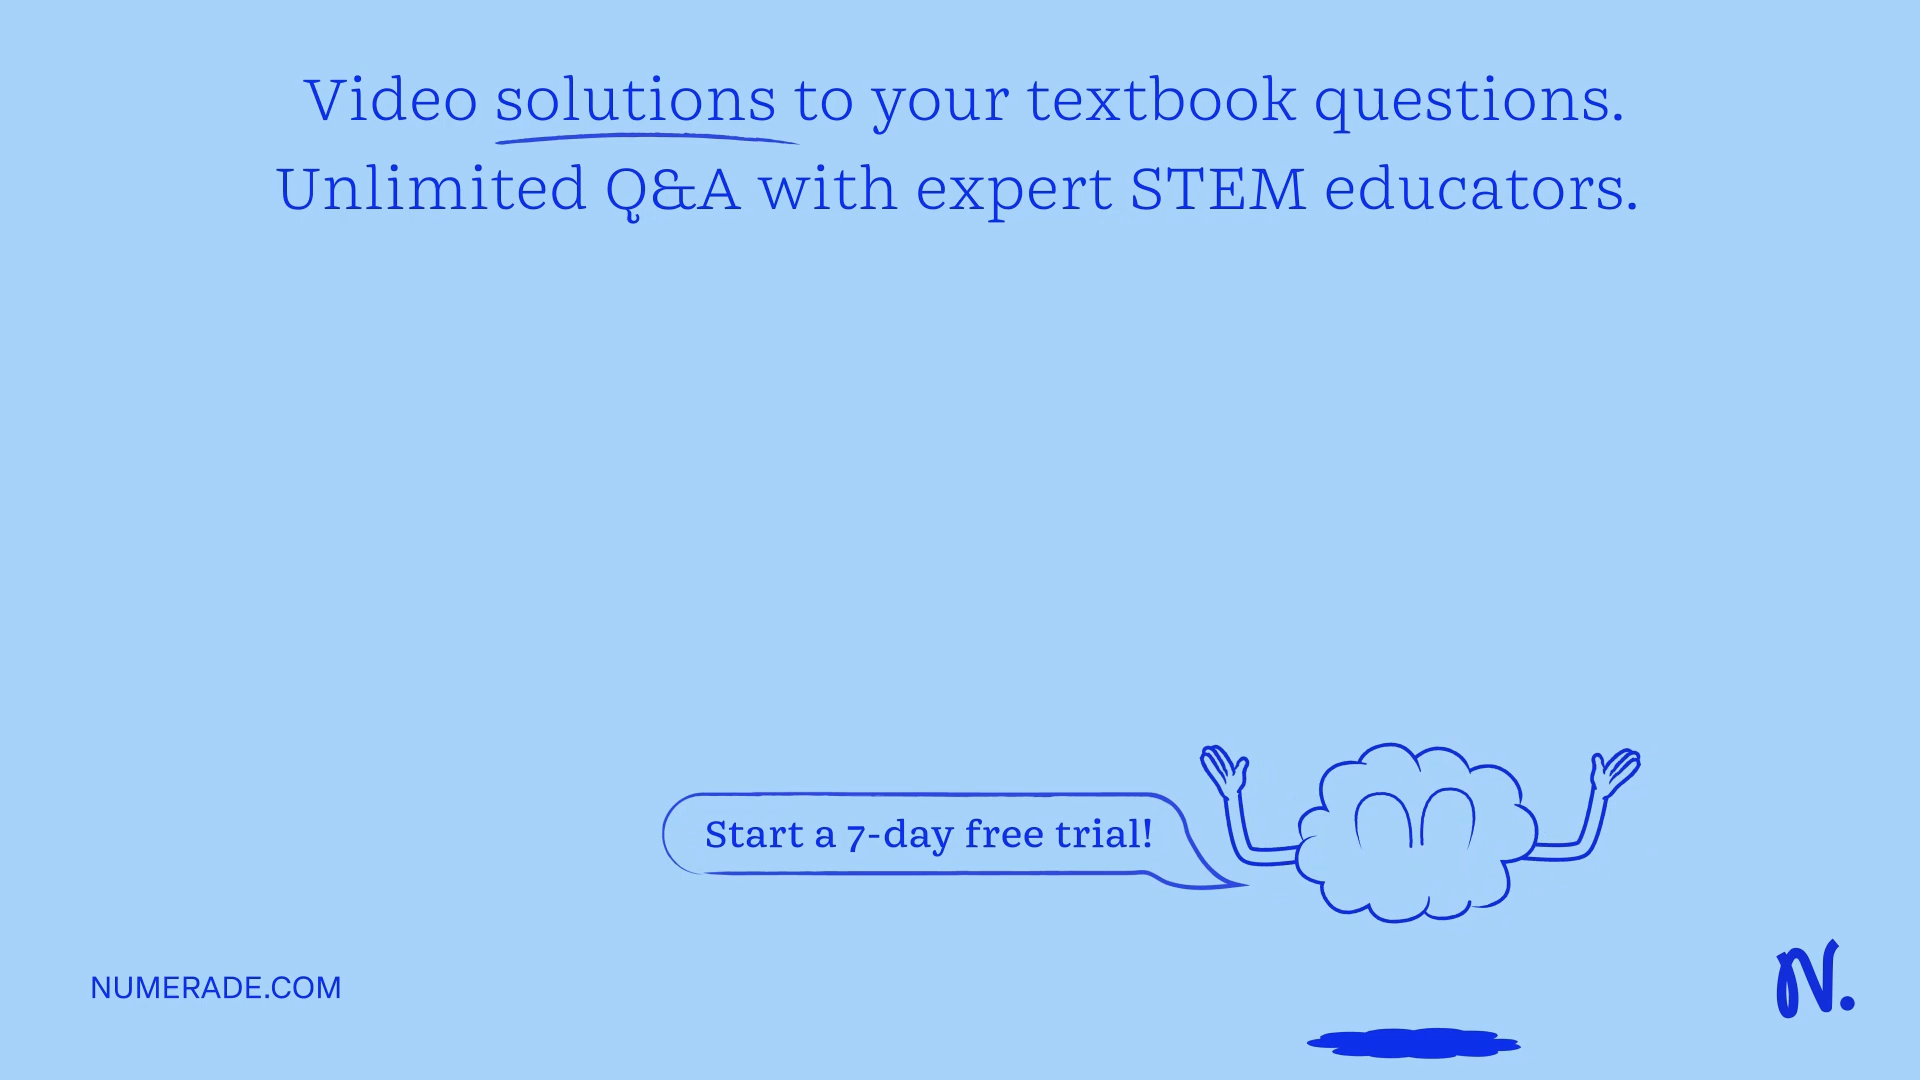 Video solutions to your textbook questions.
Unlimited Q&A with expert STEM educators.
Start a 7-day free trial!
NUMERADE.COM
N.